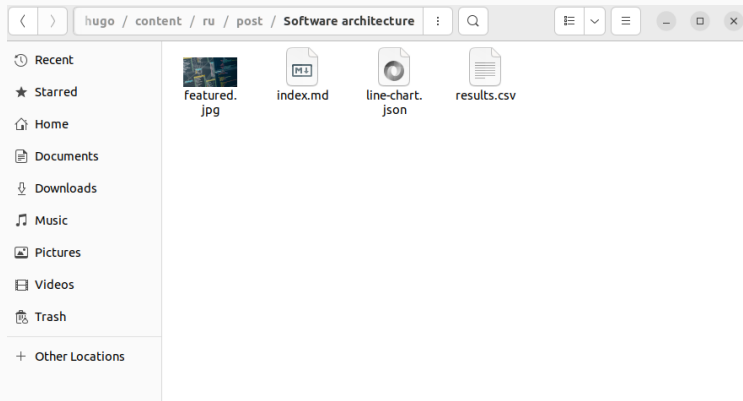 hugo / content / ru / post / Software architecture
Recent
Starred
Home
Documents
Downloads
Music
Pictures
Videos
Trash
Other Locations
featured.
jpg
index.md
line-chart.
json
results.csv